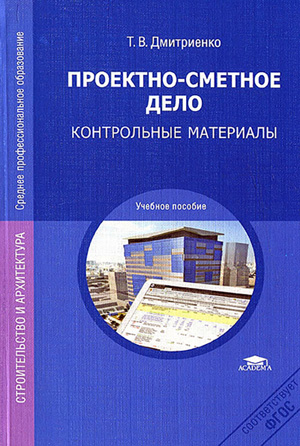 Т. В. Дмитриенко
ПРОЕКТНО-СМЕТНОЕ
ДЕЛО
КОНТРОЛЬНЫЕ МАТЕРИАЛЫ
Учебное пособие
Среднее профессиональное образование
СТРОИТЕЛЬСТВО И АРХИТЕКТУРА
ACADEMA
соответствует
ФГОС